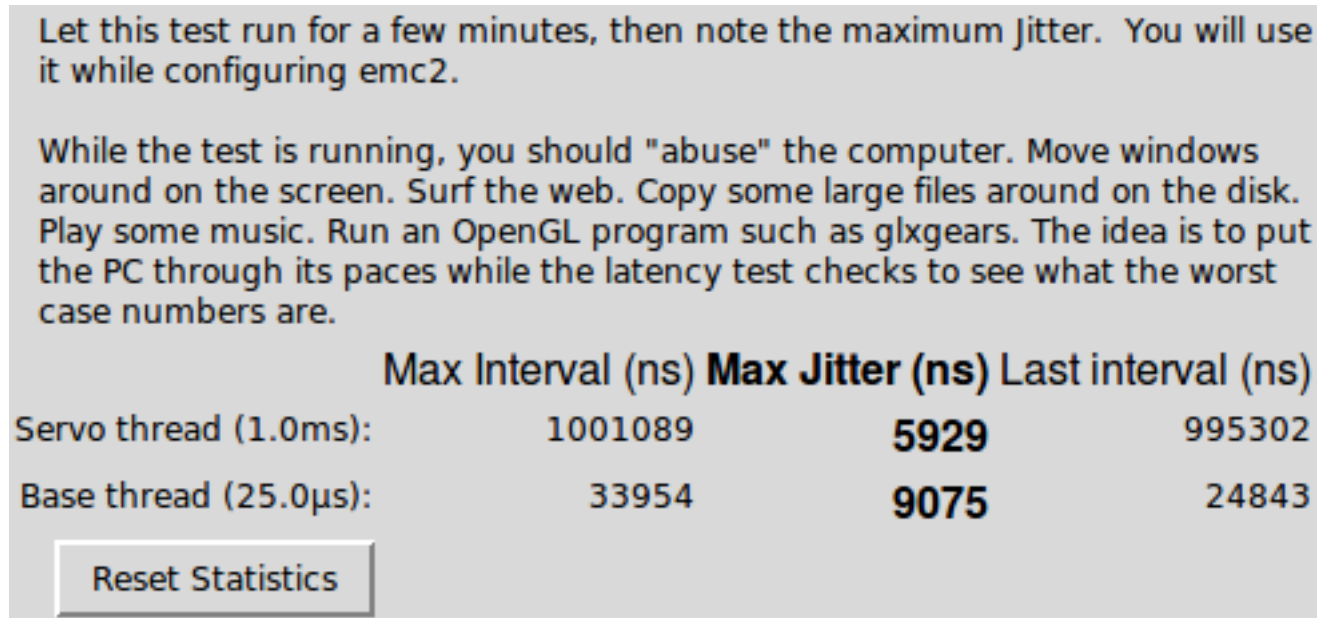 Let this test run for a few minutes, then note the maximum Jitter.  You will use
it while configuring emc2.
While the test is running, you should "abuse" the computer. Move windows
around on the screen. Surf the web. Copy some large files around on the disk.
Play some music. Run an OpenGL program such as glxgears. The idea is to put
the PC through its paces while the latency test checks to see what the worst
case numbers are.
Max Interval (ns) Max Jitter (ns) Last interval (ns)
Servo thread (1.0ms): 1001089 5929 995302
Base thread (25.0µs): 33954 9075 24843
Reset Statistics